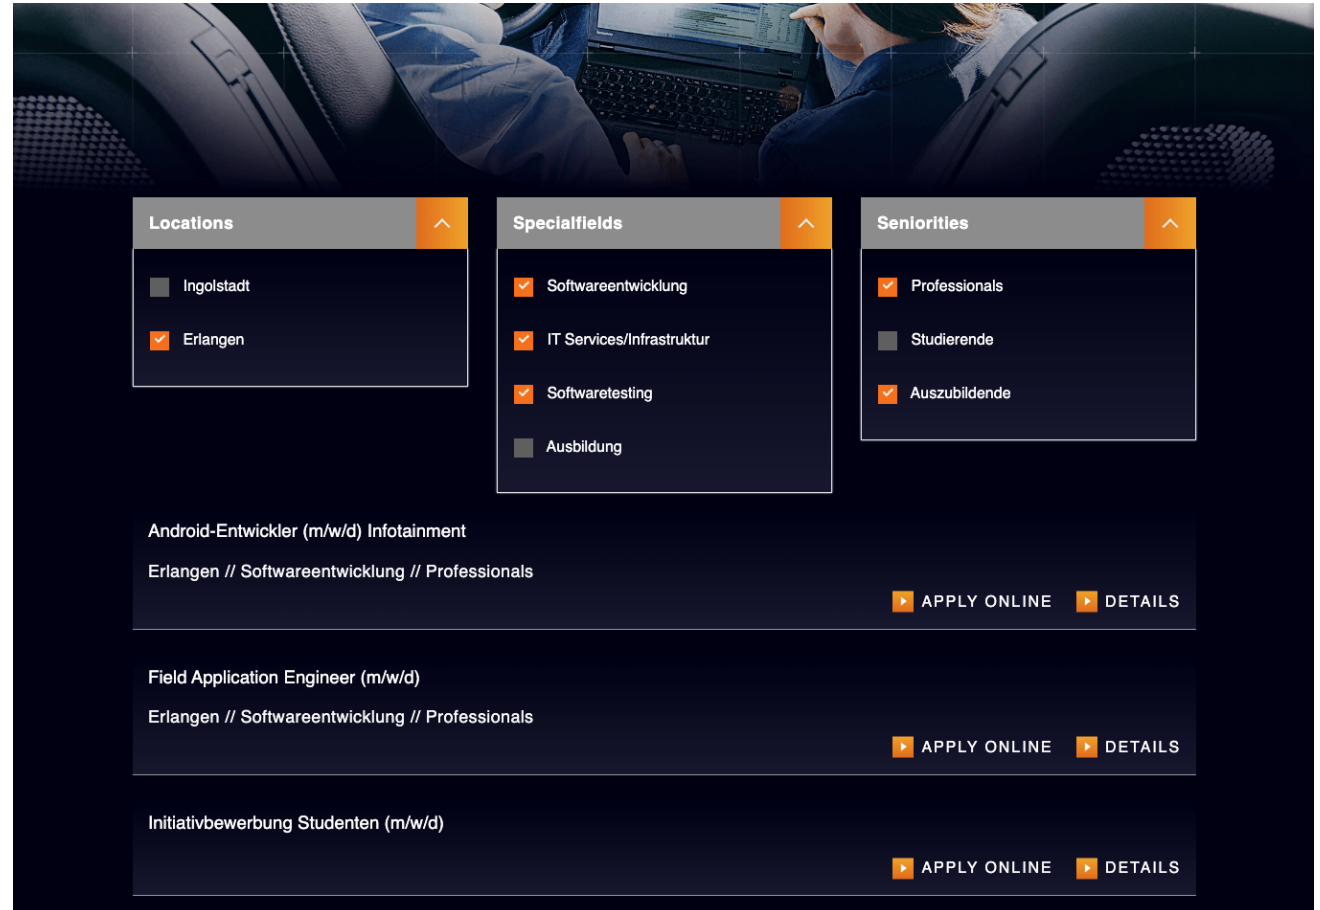 Locations
Ingolstadt
Erlangen
Specialfields
Softwareentwicklung
IT Services/Infrastruktur
Softwaretesting
Ausbildung
Seniorities
Professionals
Studierende
Auszubildende
Android-Entwickler (m/w/d) Infotainment
Erlangen // Softwareentwicklung // Professionals
APPLY ONLINE DETAILS
Field Application Engineer (m/w/d)
Erlangen // Softwareentwicklung // Professionals
APPLY ONLINE DETAILS
Initiativbewerbung Studenten (m/w/d)
APPLY ONLINE DETAILS